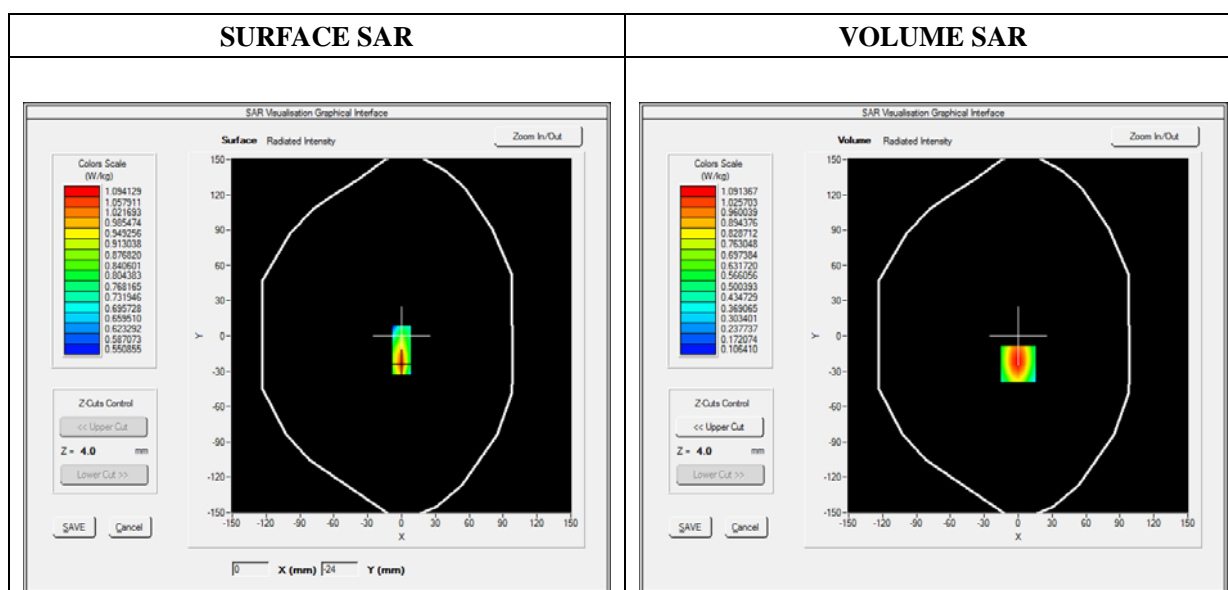 SURFACE SAR
VOLUME SAR
SAR Visualisation Graphical Interface
Surface Radiated Intensity
Zoom In/Out
Colors Scale
(W/kg)
1.094129
1.057911
1.021693
0.985474
0.949256
0.913038
0.876820
0.840601
0.804383
0.768165
0.731946
0.695728
0.659510
0.623292
0.587073
0.550855
Z-Cuts Control
<< Upper Cut
Z = 4.0 mm
Lower Cut >>
SAVE Cancel
150
120
90
60
30
0
-30
-60
-90
-120
-150
Y
-150 -120 -90 -60 -30 0 30 60 90 120 150
X
0 X (mm) -24 Y (mm)
SAR Visualisation Graphical Interface
Volume Radiated Intensity
Zoom In/Out
Colors Scale
(W/kg)
1.091367
1.025703
0.960039
0.894376
0.828712
0.763048
0.697384
0.631720
0.566056
0.500393
0.434729
0.369065
0.303401
0.237737
0.172074
0.106410
Z-Cuts Control
<< Upper Cut
Z = 4.0 mm
Lower Cut >>
SAVE Cancel
150
120
90
60
30
0
-30
-60
-90
-120
-150
Y
-150 -120 -90 -60 -30 0 30 60 90 120 150
X